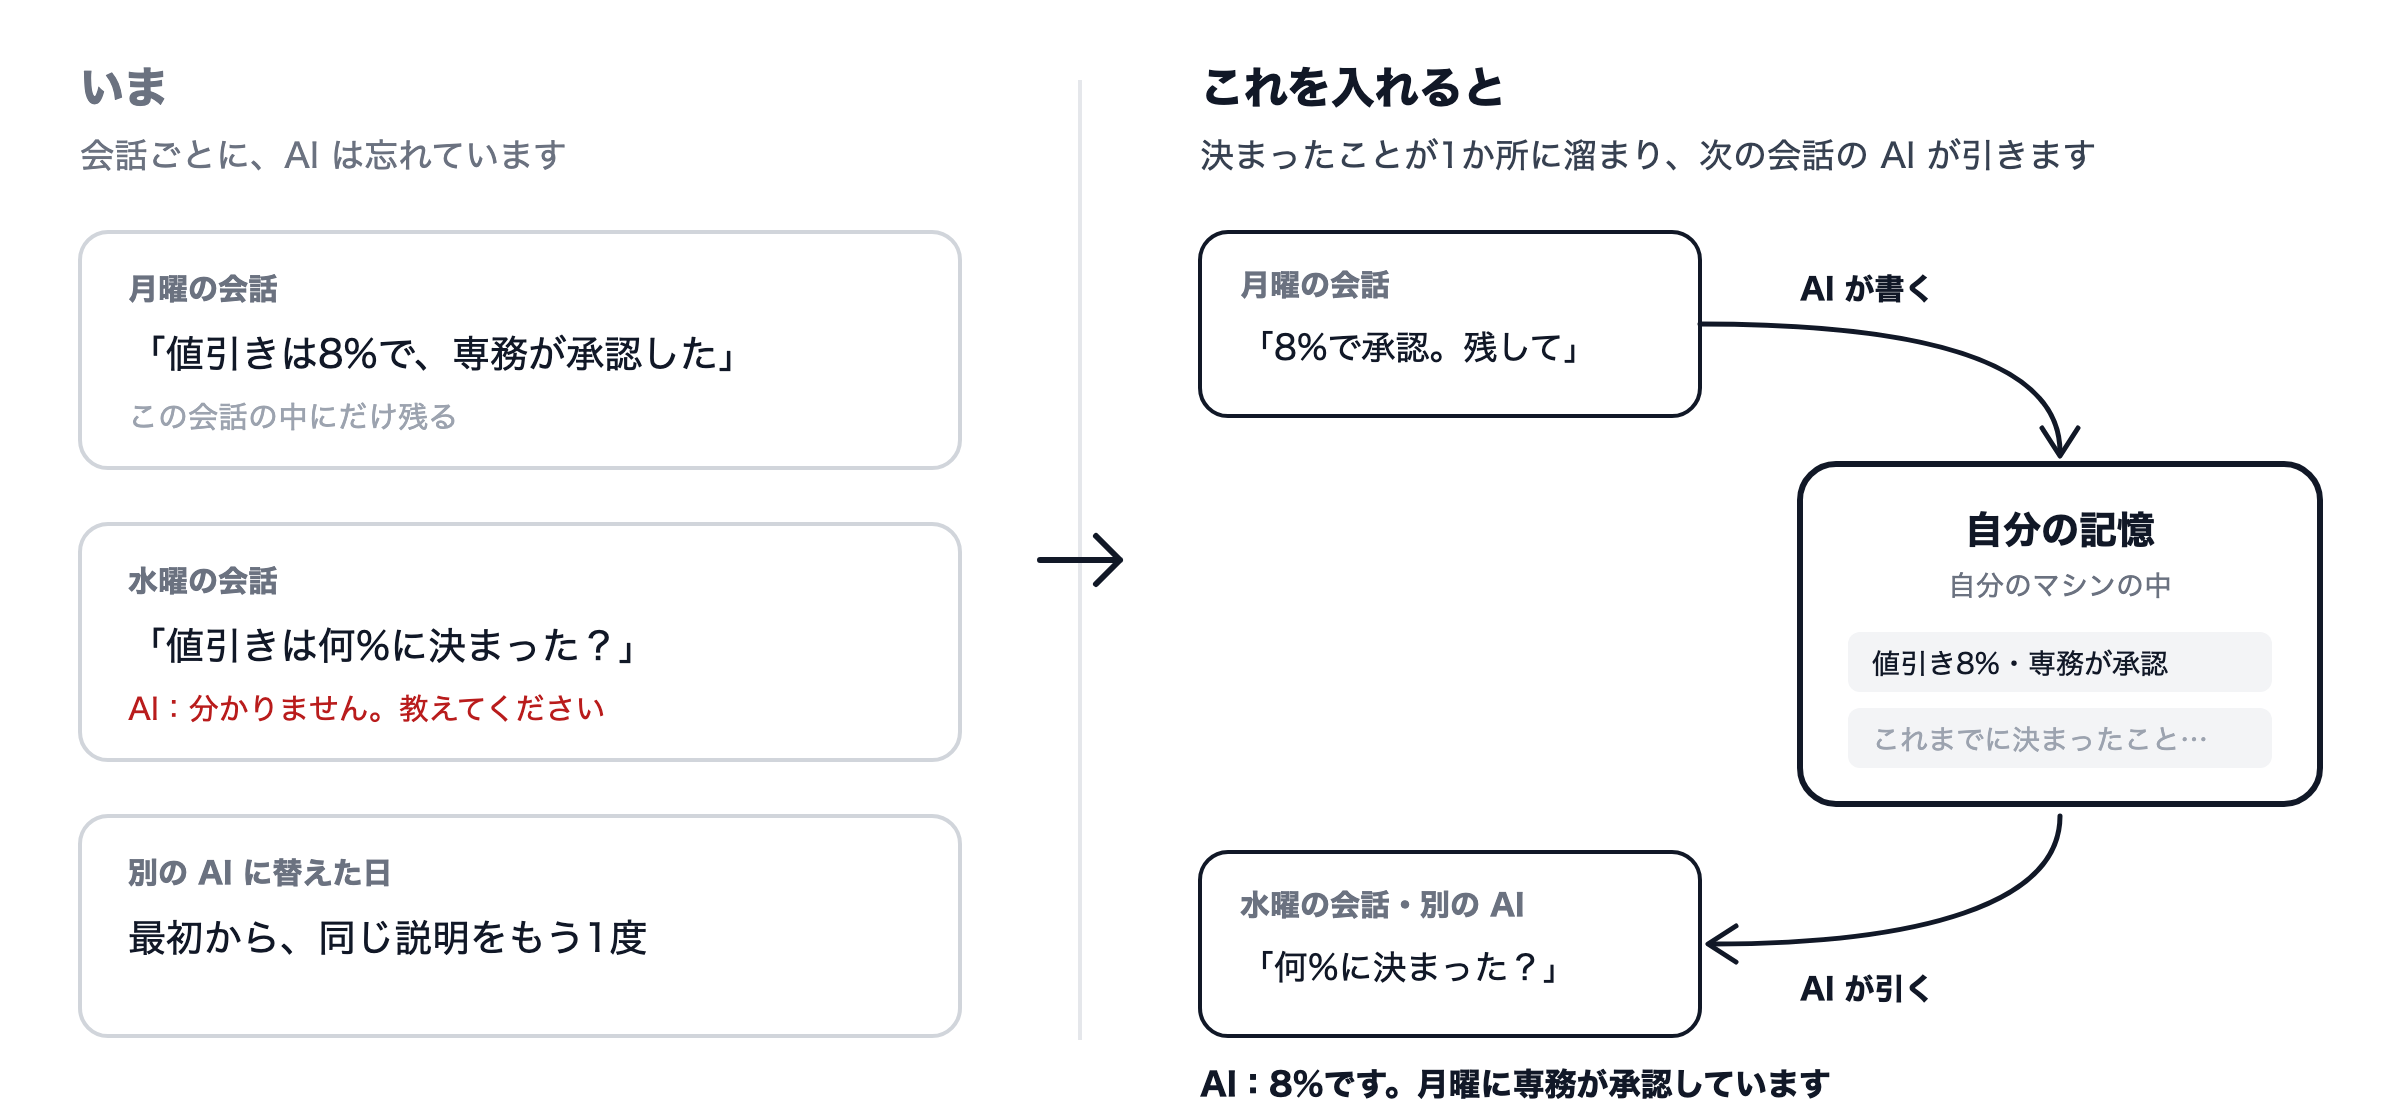 いま
会話ごとに、AI は忘れています
月曜の会話
「値引きは8%で、専務が承認した」
この会話の中にだけ残る
水曜の会話
「値引きは何%に決まった？」
AI：分かりません。教えてください
別の AI に替えた日
最初から、同じ説明をもう1度
これを入れると
決まったことが1か所に溜まり、次の会話の AI が引きます
月曜の会話
「8%で承認。残して」
AI が書く
自分の記憶
自分のマシンの中
値引き8%・専務が承認
これまでに決まったこと…
水曜の会話・別の AI
「何%に決まった？」
AI が引く
AI：8%です。月曜に専務が承認しています